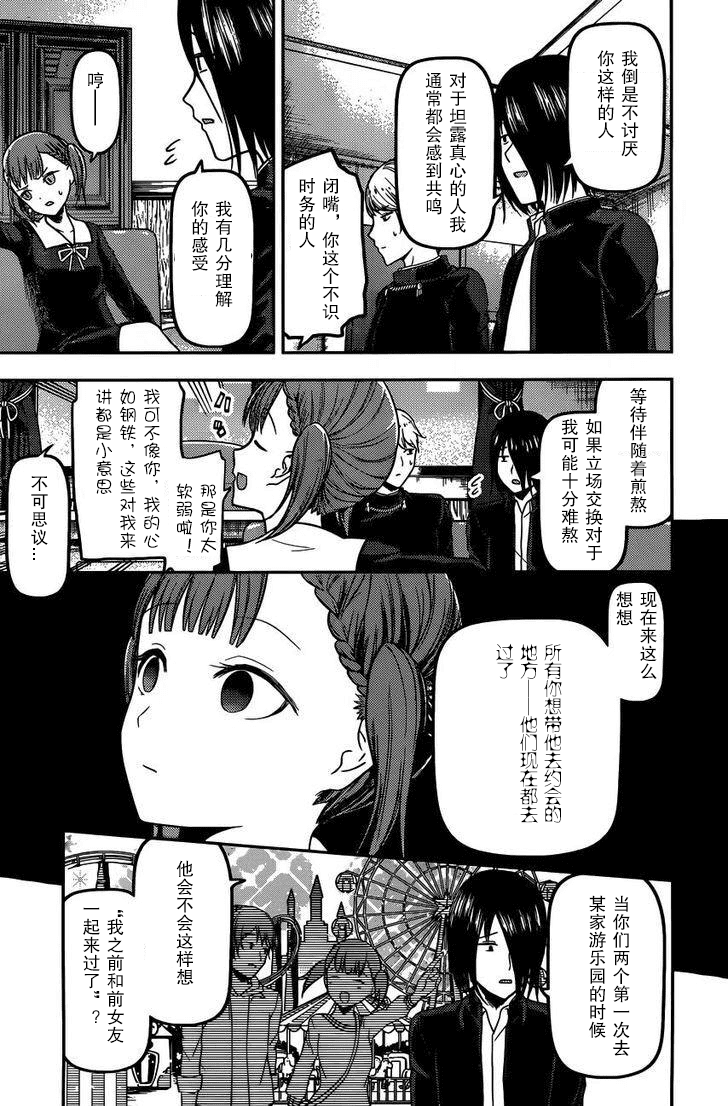 我倒是不讨厌
你这样的人
对于坦露真心的人我
通常都会感到共鸣
闭嘴，你这个不识
时务的人
我有几分理解
你的感受
哼——
等待伴随着煎熬
如果立场交换对于
我可能十分难熬
那是你太
软弱啦！
我可不像你，我的心
如钢铁，这些对我来
讲都是小意思
不可思议…
现在来这么
想想
所有你想带他去约会的
地方——他们现在都去
过了
当你们两个第一次去
某家游乐园的时候
他会不会这样想
“我之前和前女友
一起来过了”？